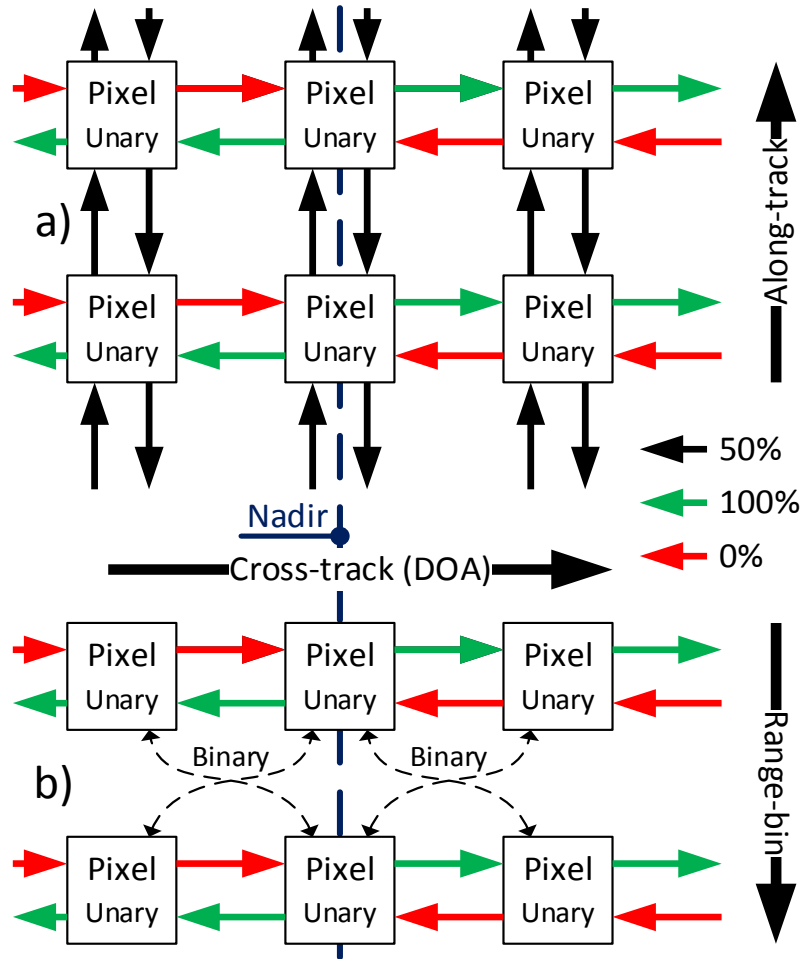 Pixel Pixel Pixel
Unary Unary Unary
a)
Along-track
Pixel Pixel Pixel
Unary Unary Unary
50%
100%
0%
Nadir
Cross-track (DOA)
Pixel Pixel Pixel
Unary Unary Unary
Binary Binary
b)
Range-bin
Pixel Pixel Pixel
Unary Unary Unary